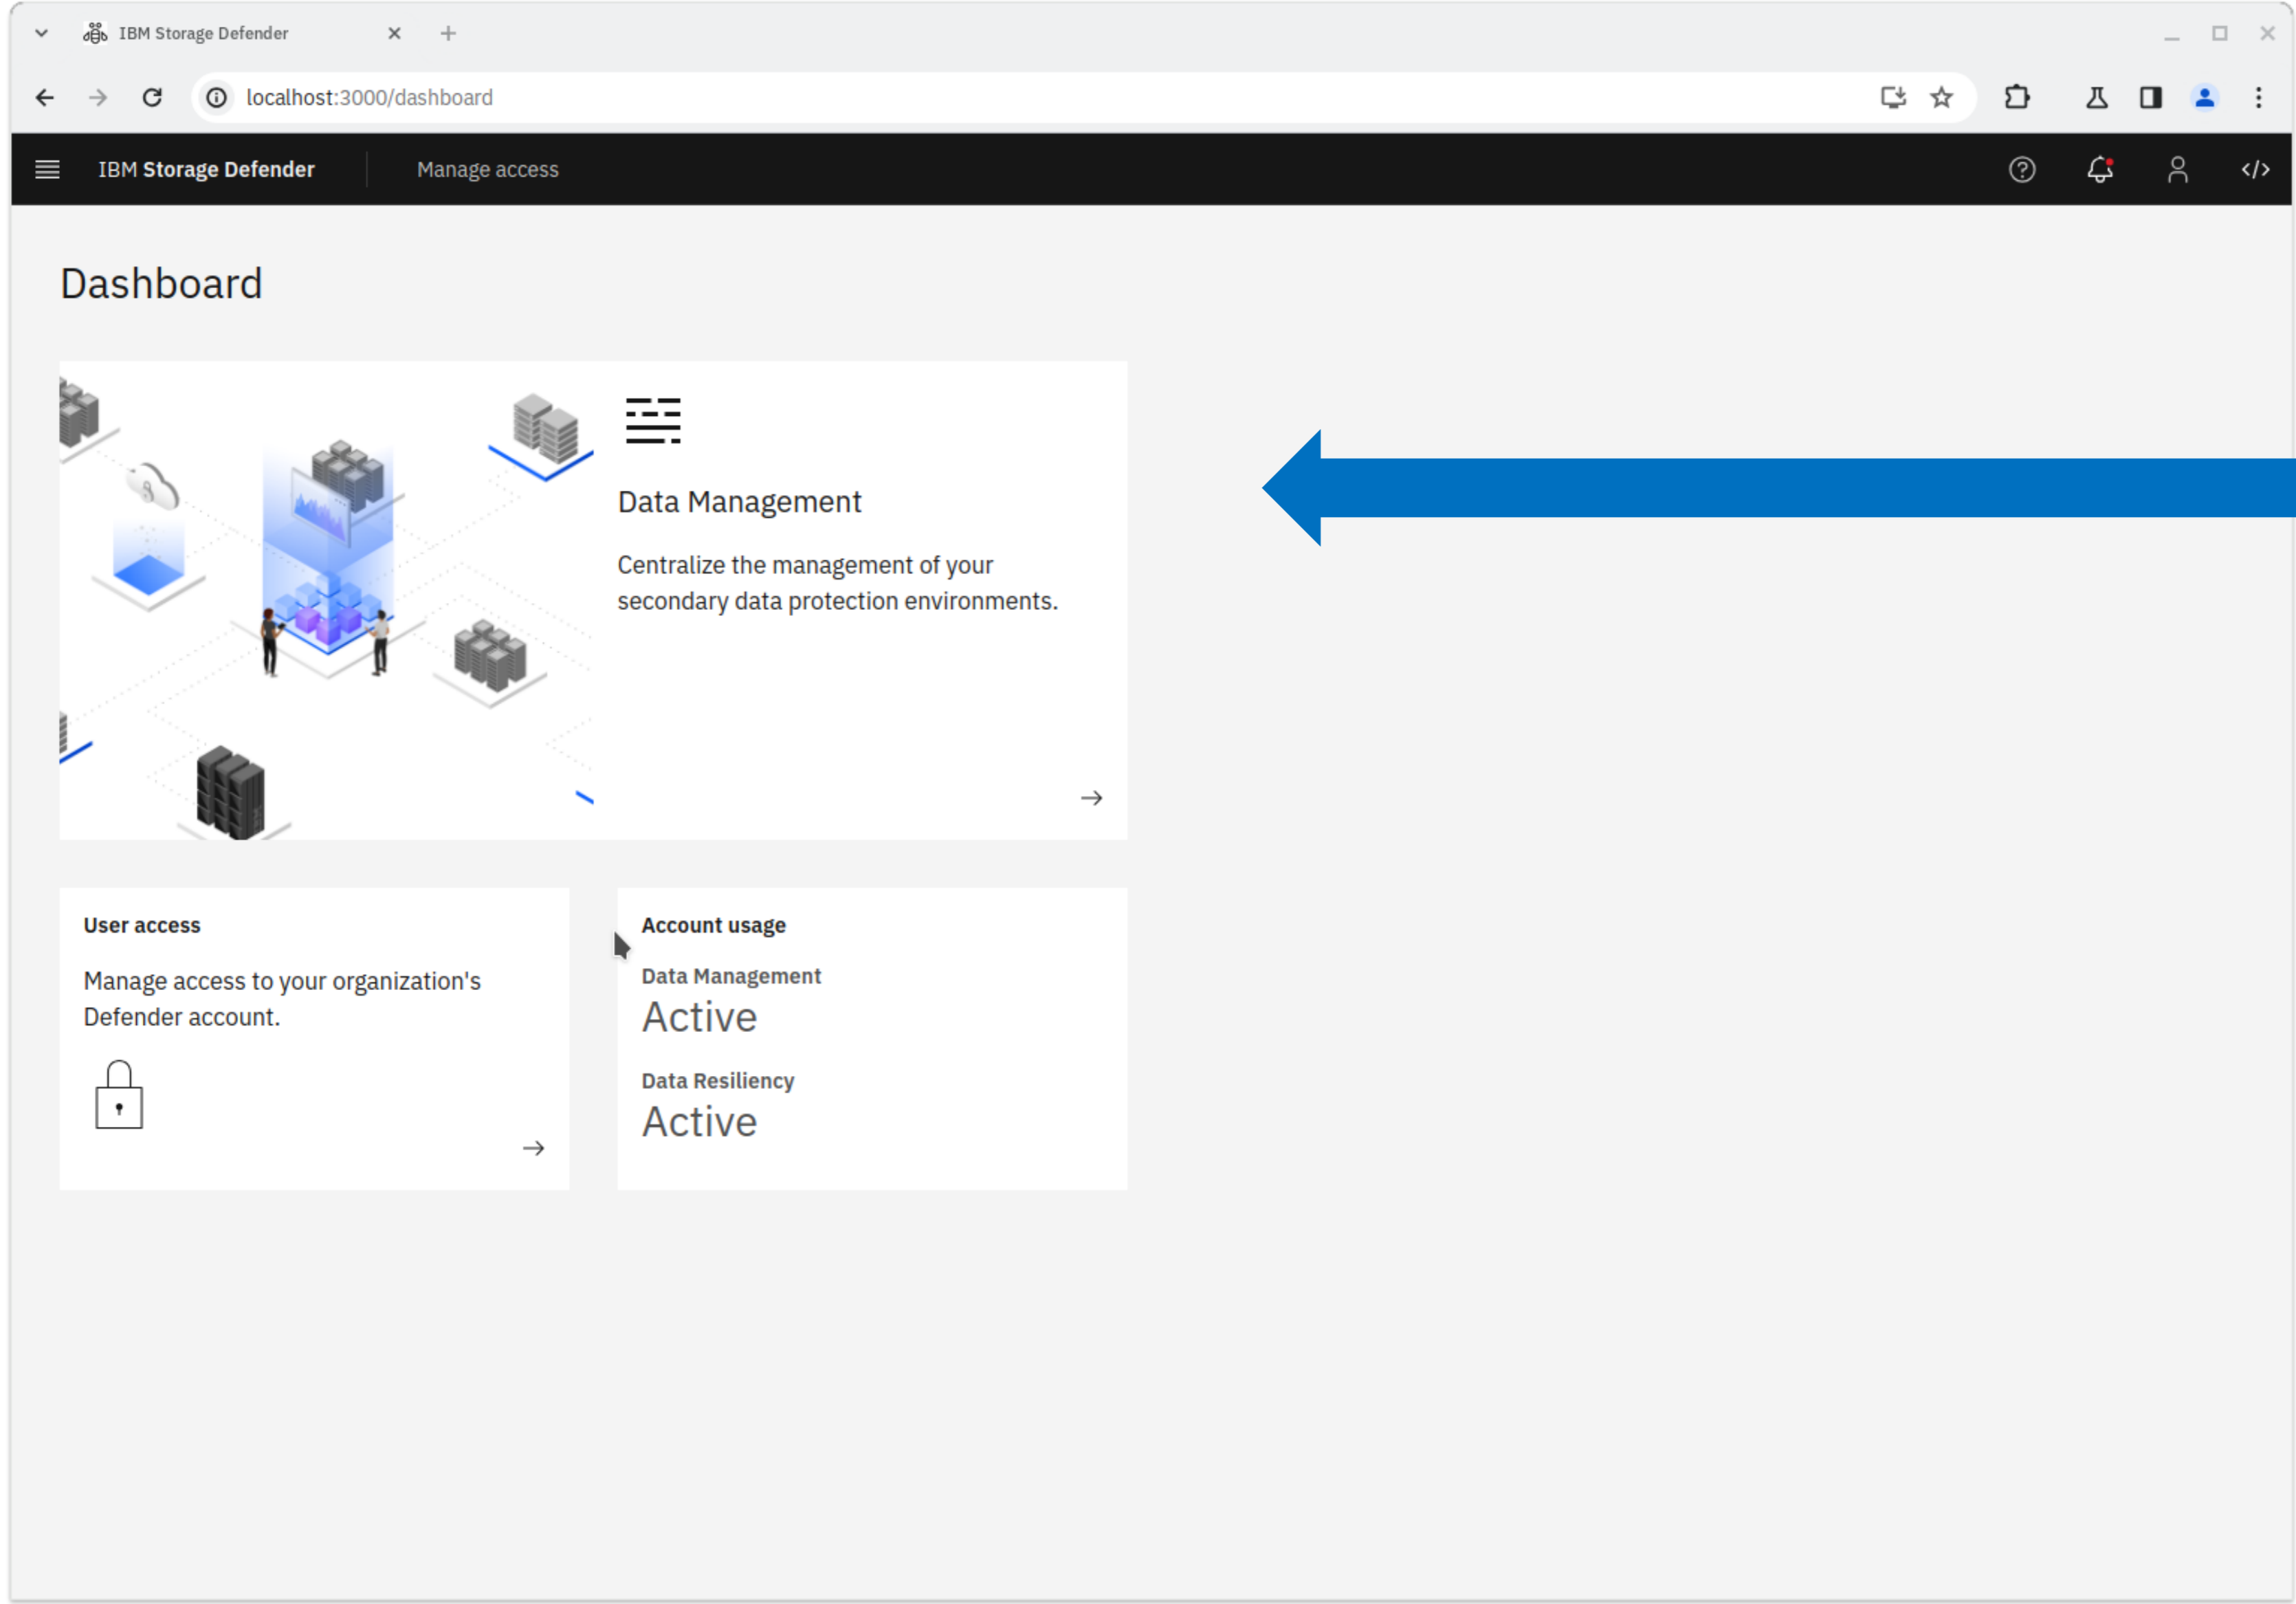 IBM Storage Defender
localhost:3000/dashboard
IBM Storage Defender
Manage access
Dashboard
Data Management
Centralize the management of your
secondary data protection environments.
User access
Manage access to your organization's
Defender account.
Account usage
Data Management
Active
Data Resiliency
Active